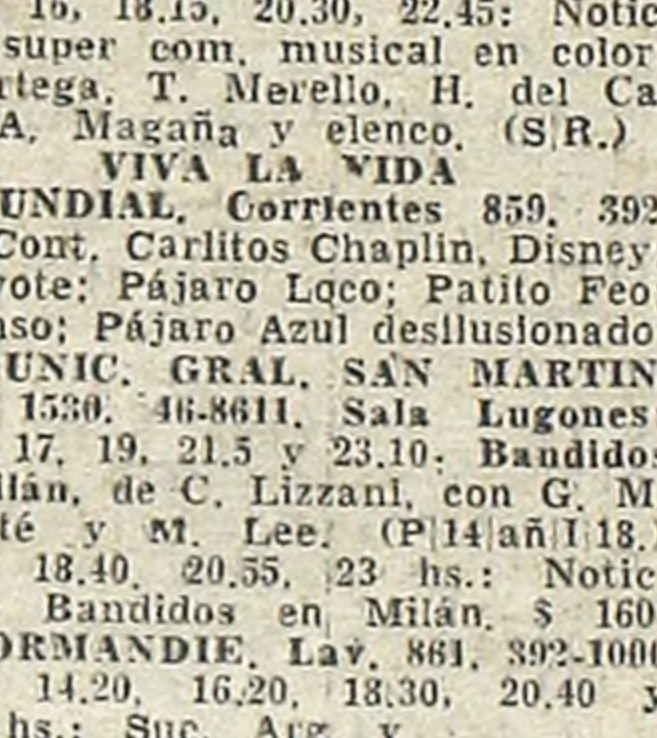 16, 18.15, 20.30, 22.45: Notic
super com. musical en color
rtega, T. Merello, H. del Ca
A. Magaña y elenco. (S|R.)
VIVA LA VIDA
UNDIAL. Corrientes 859. 392
Cont. Carlitos Chaplin, Disney
ote; Pájaro Loco; Patito Feo
nso; Pájaro Azul desilusionado
UNIC. GRAL. SAN MARTIN
1530. 46-8611. Sala Lugones
17, 19, 21.5 y 23.10: Bandidos
ilán, de C. Lizzani, con G. M
té y M. Lee. (P|14|añ|I|18.
18.40, 20.55, 23 hs.: Notic
Bandidos en Milán. $ 160
ORMANDIE. Lav. 861. 392-1000
14.20, 16.20, 18.30, 20.40 y
hs.: Suc. Arg. y